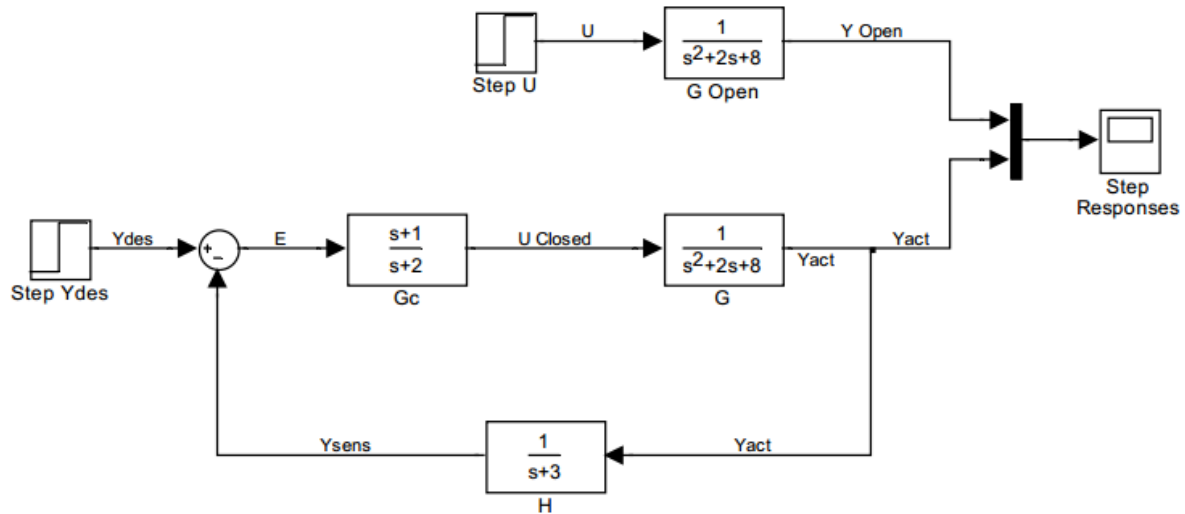 U
1
s2+2s+8
Y Open
Step U
G Open
Step
Responses
Ydes
+
−
E
s+1
s+2
U Closed
1
s2+2s+8
Yact
Yact
Step Ydes
Gc
G
Ysens
1
s+3
Yact
H